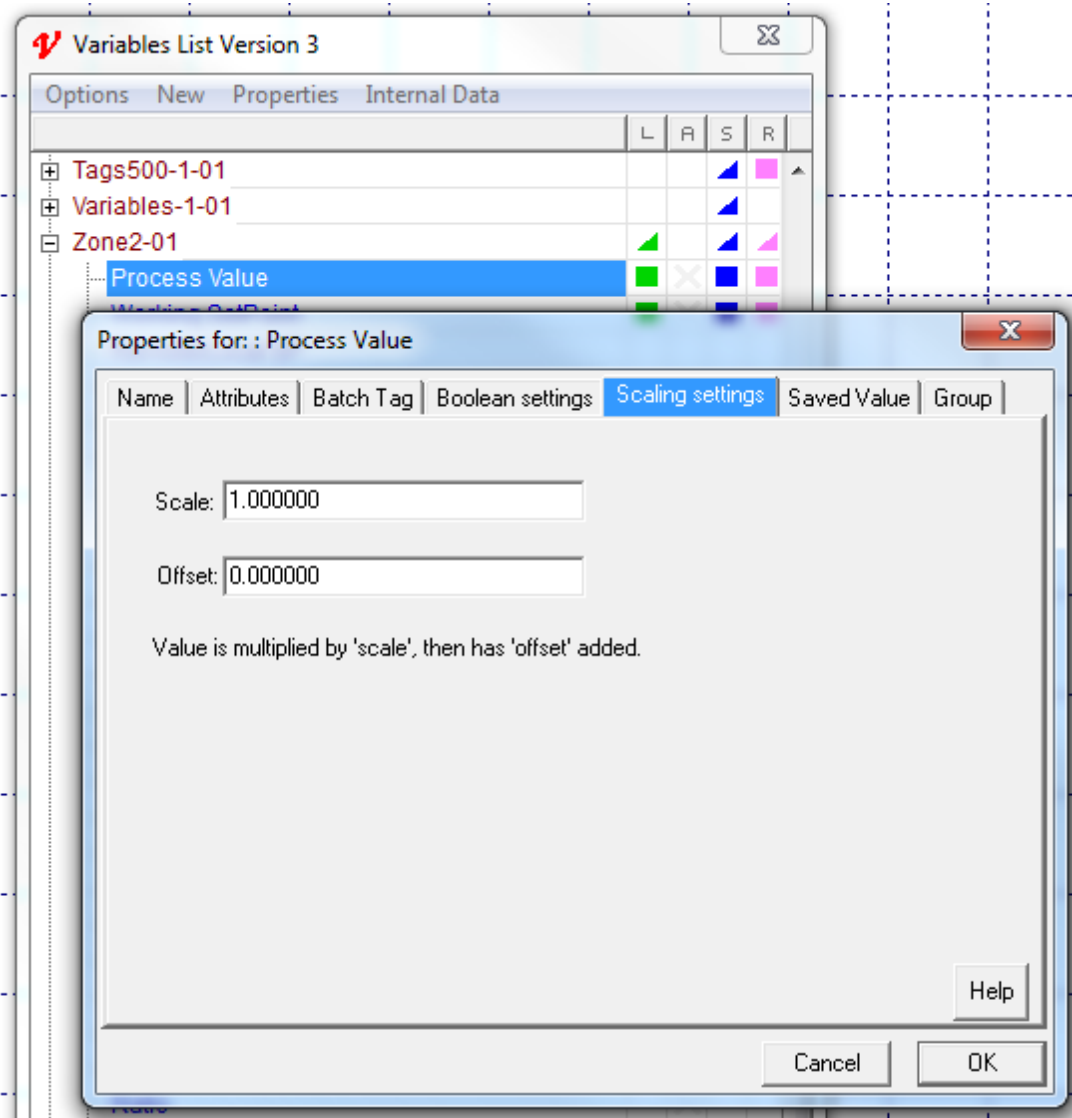 Variables List Version 3
Options New Properties Internal Data
L A S R
Tags500-1-01
Variables-1-01
Zone2-01
Process Value
Properties for: : Process Value
Name Attributes Batch Tag Boolean settings Scaling settings Saved Value Group
Scale: 1.000000
Offset: 0.000000
Value is multiplied by 'scale', then has 'offset' added.
Help
Cancel OK